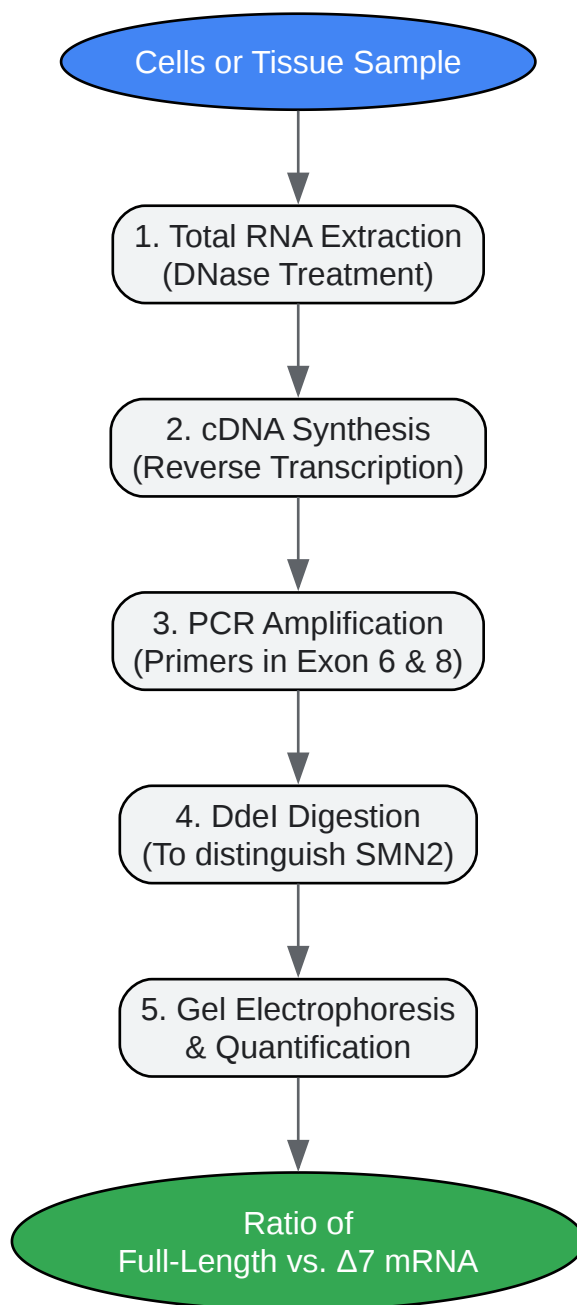 Cells or Tissue Sample
1. Total RNA Extraction
(DNase Treatment)
2. cDNA Synthesis
(Reverse Transcription)
3. PCR Amplification
(Primers in Exon 6 & 8)
4. DdeI Digestion
(To distinguish SMN2)
5. Gel Electrophoresis
& Quantification
Ratio of
Full-Length vs. Δ7 mRNA